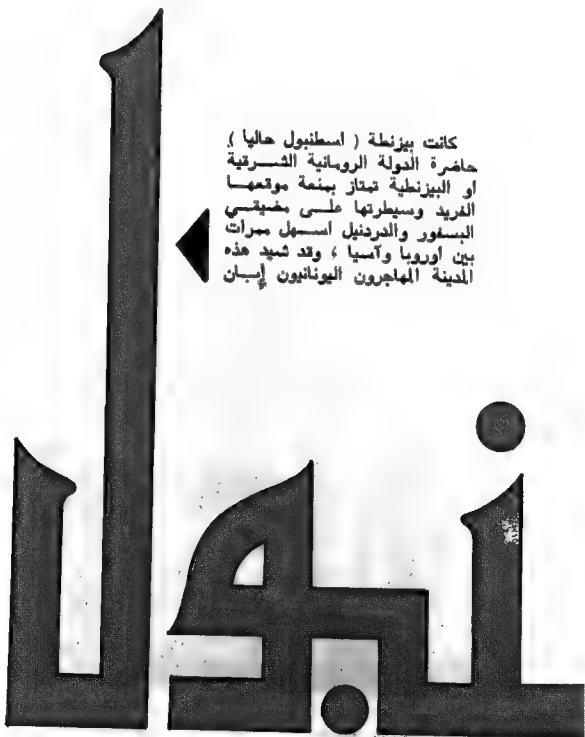 كانت بيزنطة ( اسطنبول حاليا )
حاضرة الدولة الرومانية الشرقية
او البيزنطية تمتاز بمنعة موقعها
الفريد وسيطرتها على مضيقي
البسفور والدردنيل اسهل ممرات
بين اوروبا وآسيا ، وقد شيد هذه
المدينة المهاجرون اليونانيون إبان
نبول